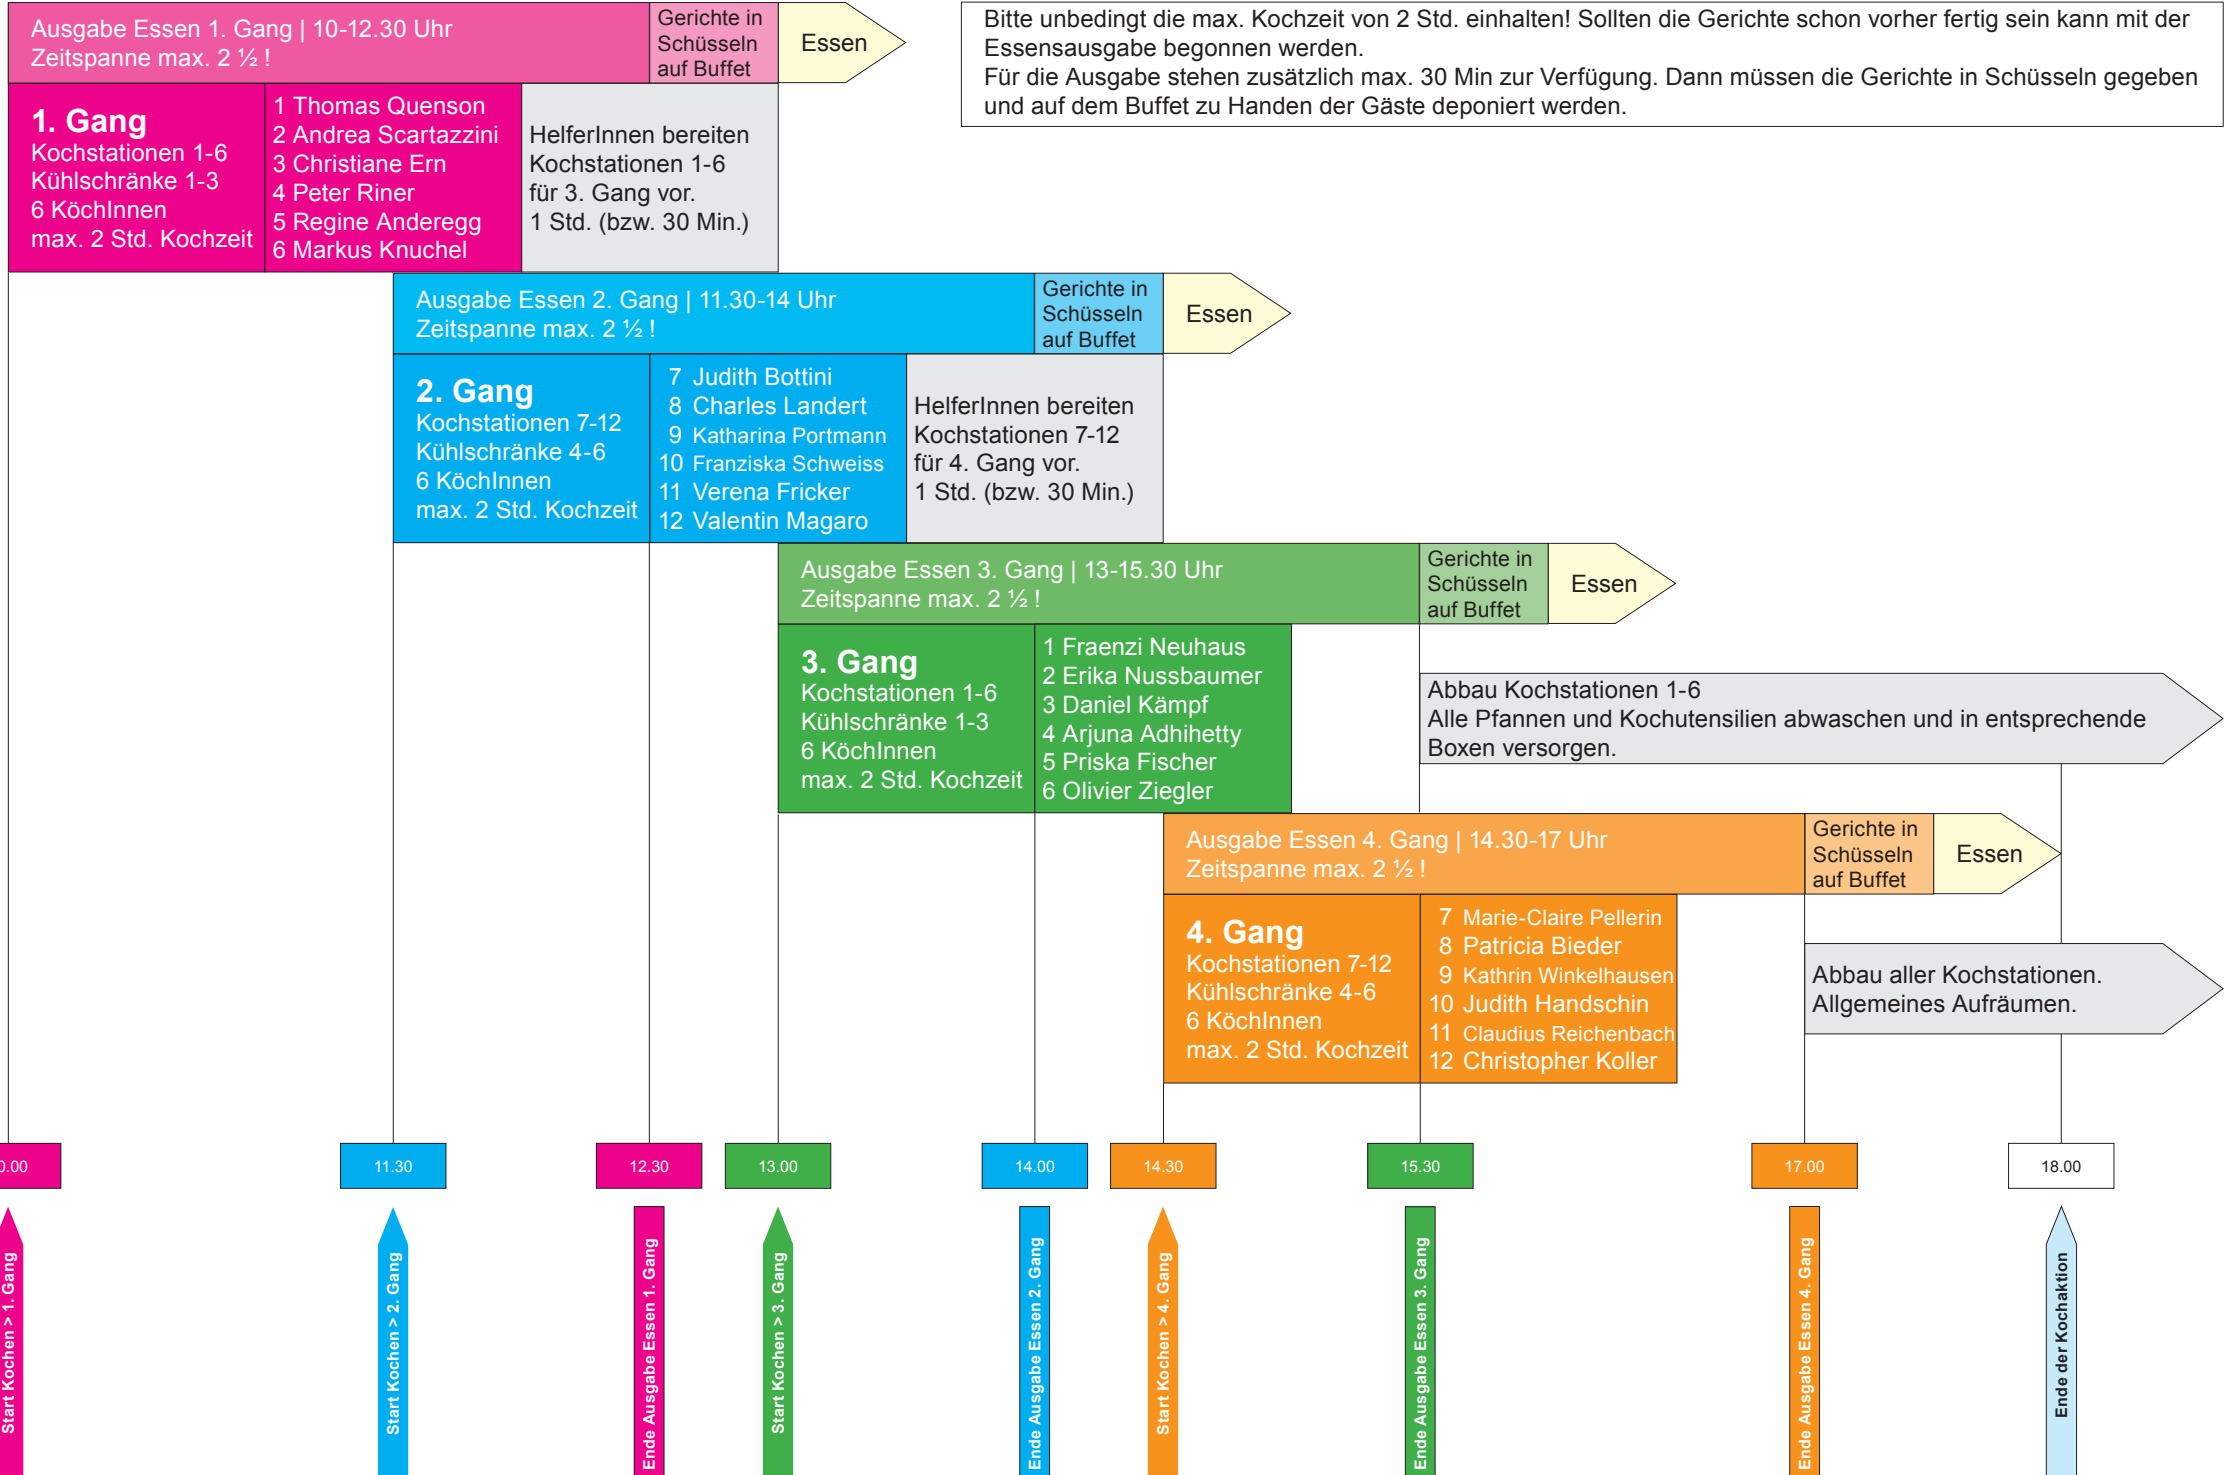 Ausgabe Essen 1. Gang | 10-12.30 Uhr
Zeitspanne max. 2 ½ !
Gerichte in
Schüsseln
auf Buffet
Essen
Bitte unbedingt die max. Kochzeit von 2 Std. einhalten! Sollten die Gerichte schon vorher fertig sein kann mit der
Essensausgabe begonnen werden.
Für die Ausgabe stehen zusätzlich max. 30 Min zur Verfügung. Dann müssen die Gerichte in Schüsseln gegeben
und auf dem Buffet zu Handen der Gäste deponiert werden.
1. Gang
Kochstationen 1-6
Kühlschränke 1-3
6 KöchInnen
max. 2 Std. Kochzeit
1 Thomas Quenson
2 Andrea Scartazzini
3 Christiane Ern
4 Peter Riner
5 Regine Anderegg
6 Markus Knuchel
HelferInnen bereiten
Kochstationen 1-6
für 3. Gang vor.
1 Std. (bzw. 30 Min.)
Ausgabe Essen 2. Gang | 11.30-14 Uhr
Zeitspanne max. 2 ½ !
Gerichte in
Schüsseln
auf Buffet
Essen
2. Gang
Kochstationen 7-12
Kühlschränke 4-6
6 KöchInnen
max. 2 Std. Kochzeit
7 Judith Bottini
8 Charles Landert
9 Katharina Portmann
10 Franziska Schweiss
11 Verena Fricker
12 Valentin Magaro
HelferInnen bereiten
Kochstationen 7-12
für 4. Gang vor.
1 Std. (bzw. 30 Min.)
Ausgabe Essen 3. Gang | 13-15.30 Uhr
Zeitspanne max. 2 ½ !
Gerichte in
Schüsseln
auf Buffet
Essen
3. Gang
Kochstationen 1-6
Kühlschränke 1-3
6 KöchInnen
max. 2 Std. Kochzeit
1 Fraenzi Neuhaus
2 Erika Nussbaumer
3 Daniel Kämpf
4 Arjuna Adhihetty
5 Priska Fischer
6 Olivier Ziegler
Abbau Kochstationen 1-6
Alle Pfannen und Kochutensilien abwaschen und in entsprechende
Boxen versorgen.
Ausgabe Essen 4. Gang | 14.30-17 Uhr
Zeitspanne max. 2 ½ !
Gerichte in
Schüsseln
auf Buffet
Essen
4. Gang
Kochstationen 7-12
Kühlschränke 4-6
6 KöchInnen
max. 2 Std. Kochzeit
7 Marie-Claire Pellerin
8 Patricia Bieder
9 Kathrin Winkelhausen
10 Judith Handschin
11 Claudius Reichenbach
12 Christopher Koller
Abbau aller Kochstationen.
Allgemeines Aufräumen.
0.00
11.30
12.30
13.00
14.00
14.30
15.30
17.00
18.00
Start Kochen > 1. Gang
Start Kochen > 2. Gang
Ende Ausgabe Essen 1. Gang
Start Kochen > 3. Gang
Ende Ausgabe Essen 2. Gang
Start Kochen > 4. Gang
Ende Ausgabe Essen 3. Gang
Ende Ausgabe Essen 4. Gang
Ende der Kochaktion